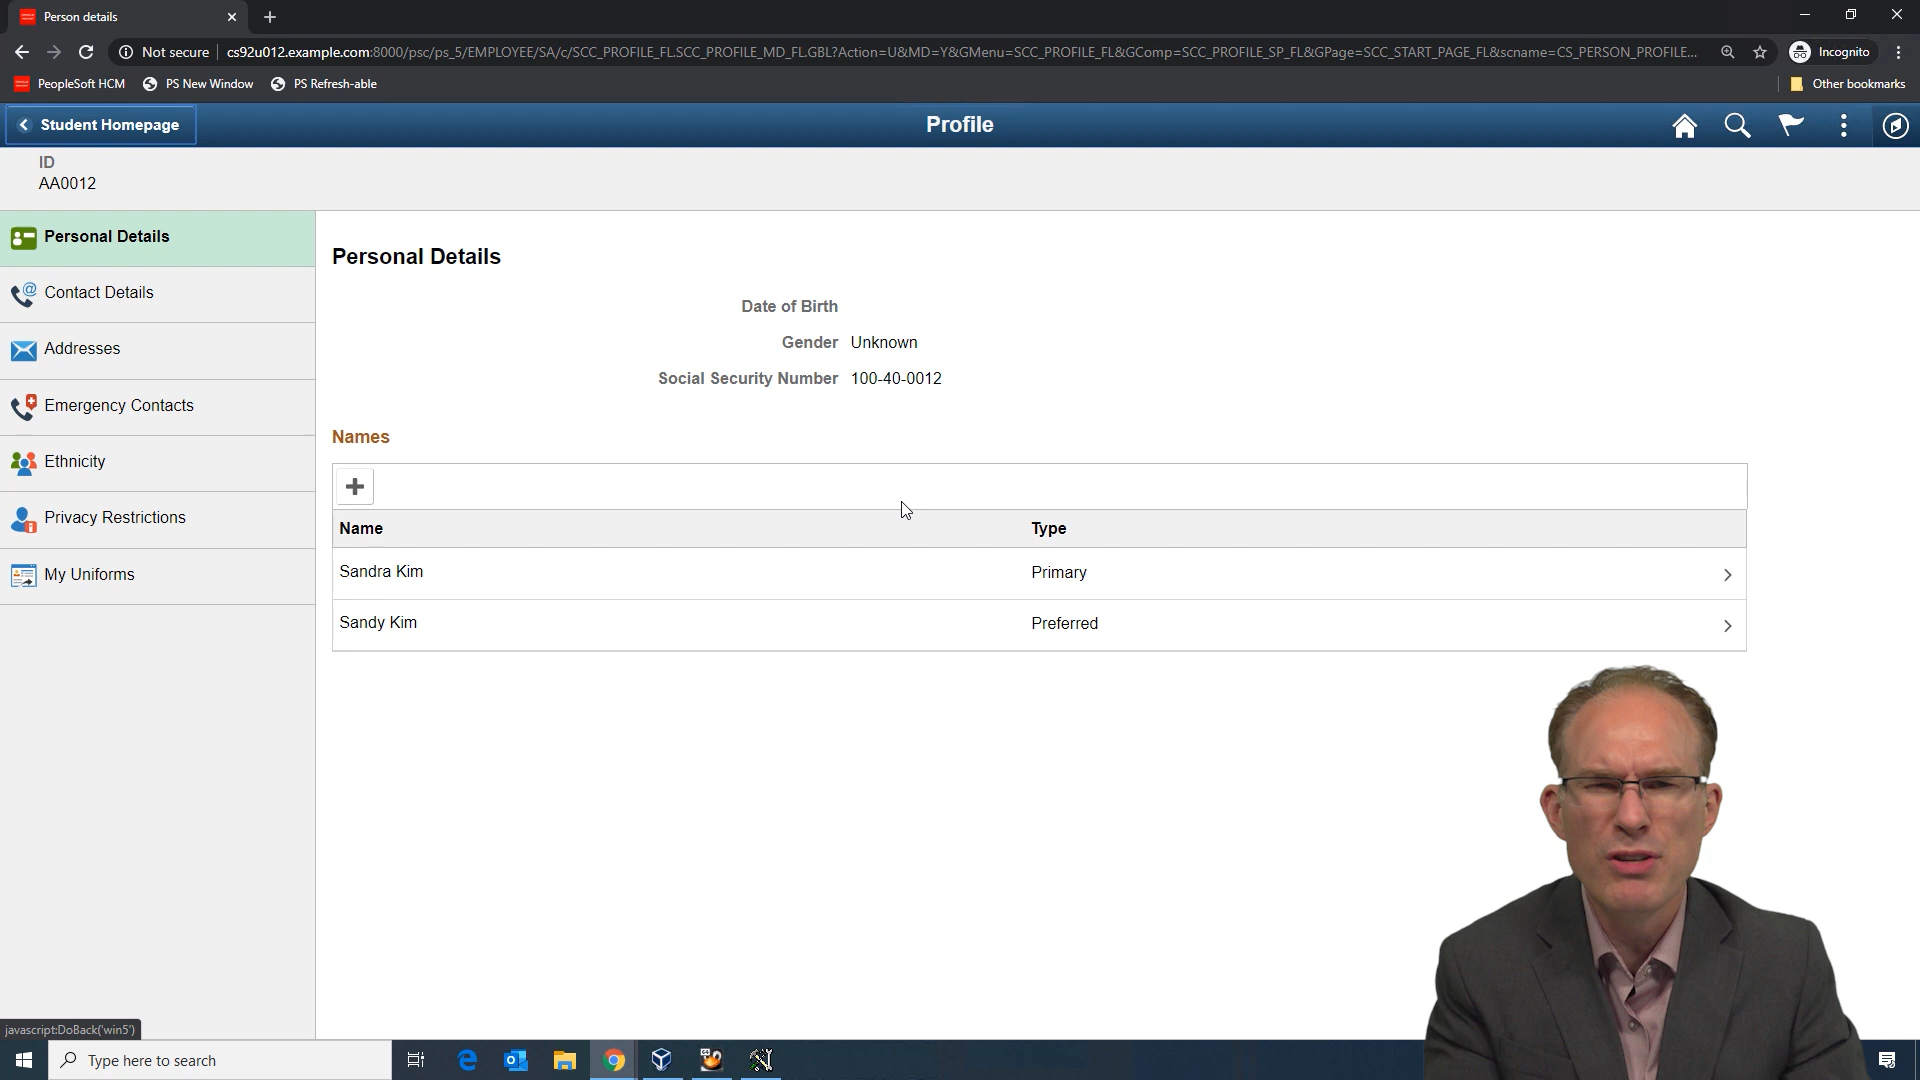 Person details
Not secure
cs92u012.example.com:8000/psc/ps_5/EMPLOYEE/SA/c/SCC_PROFILE_FL.SCC_PROFILE_MD_FL.GBL?Action=U&MD=Y&GMenu=SCC_PROFILE_FL&GComp=SCC_PROFILE_SP_FL&GPage=SCC_START_PAGE_FL&scname=CS_PERSON_PROFILE...
Incognito
PeopleSoft HCM
PS New Window
PS Refresh-able
Other bookmarks
Student Homepage
Profile
ID
AA0012
Personal Details
Contact Details
Addresses
Emergency Contacts
Ethnicity
Privacy Restrictions
My Uniforms
Personal Details
Date of Birth
Gender Unknown
Social Security Number 100-40-0012
Names
Name Type
Sandra Kim Primary
Sandy Kim Preferred
javascript:DoBack('win5')
Type here to search